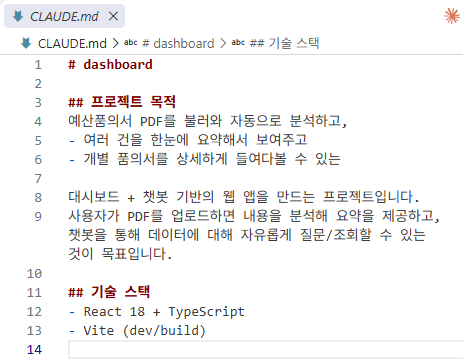 CLAUDE.md
CLAUDE.md > abc # dashboard > abc ## 기술 스택
1 # dashboard
2
3 ## 프로젝트 목적
4 예산품의서 PDF를 불러와 자동으로 분석하고,
5 - 여러 건을 한눈에 요약해서 보여주고
6 - 개별 품의서를 상세하게 들여다볼 수 있는
7
8 대시보드 + 챗봇 기반의 웹 앱을 만드는 프로젝트입니다.
9 사용자가 PDF를 업로드하면 내용을 분석해 요약을 제공하고,
챗봇을 통해 데이터에 대해 자유롭게 질문/조회할 수 있는
것이 목표입니다.
10
11 ## 기술 스택
12 - React 18 + TypeScript
13 - Vite (dev/build)
14